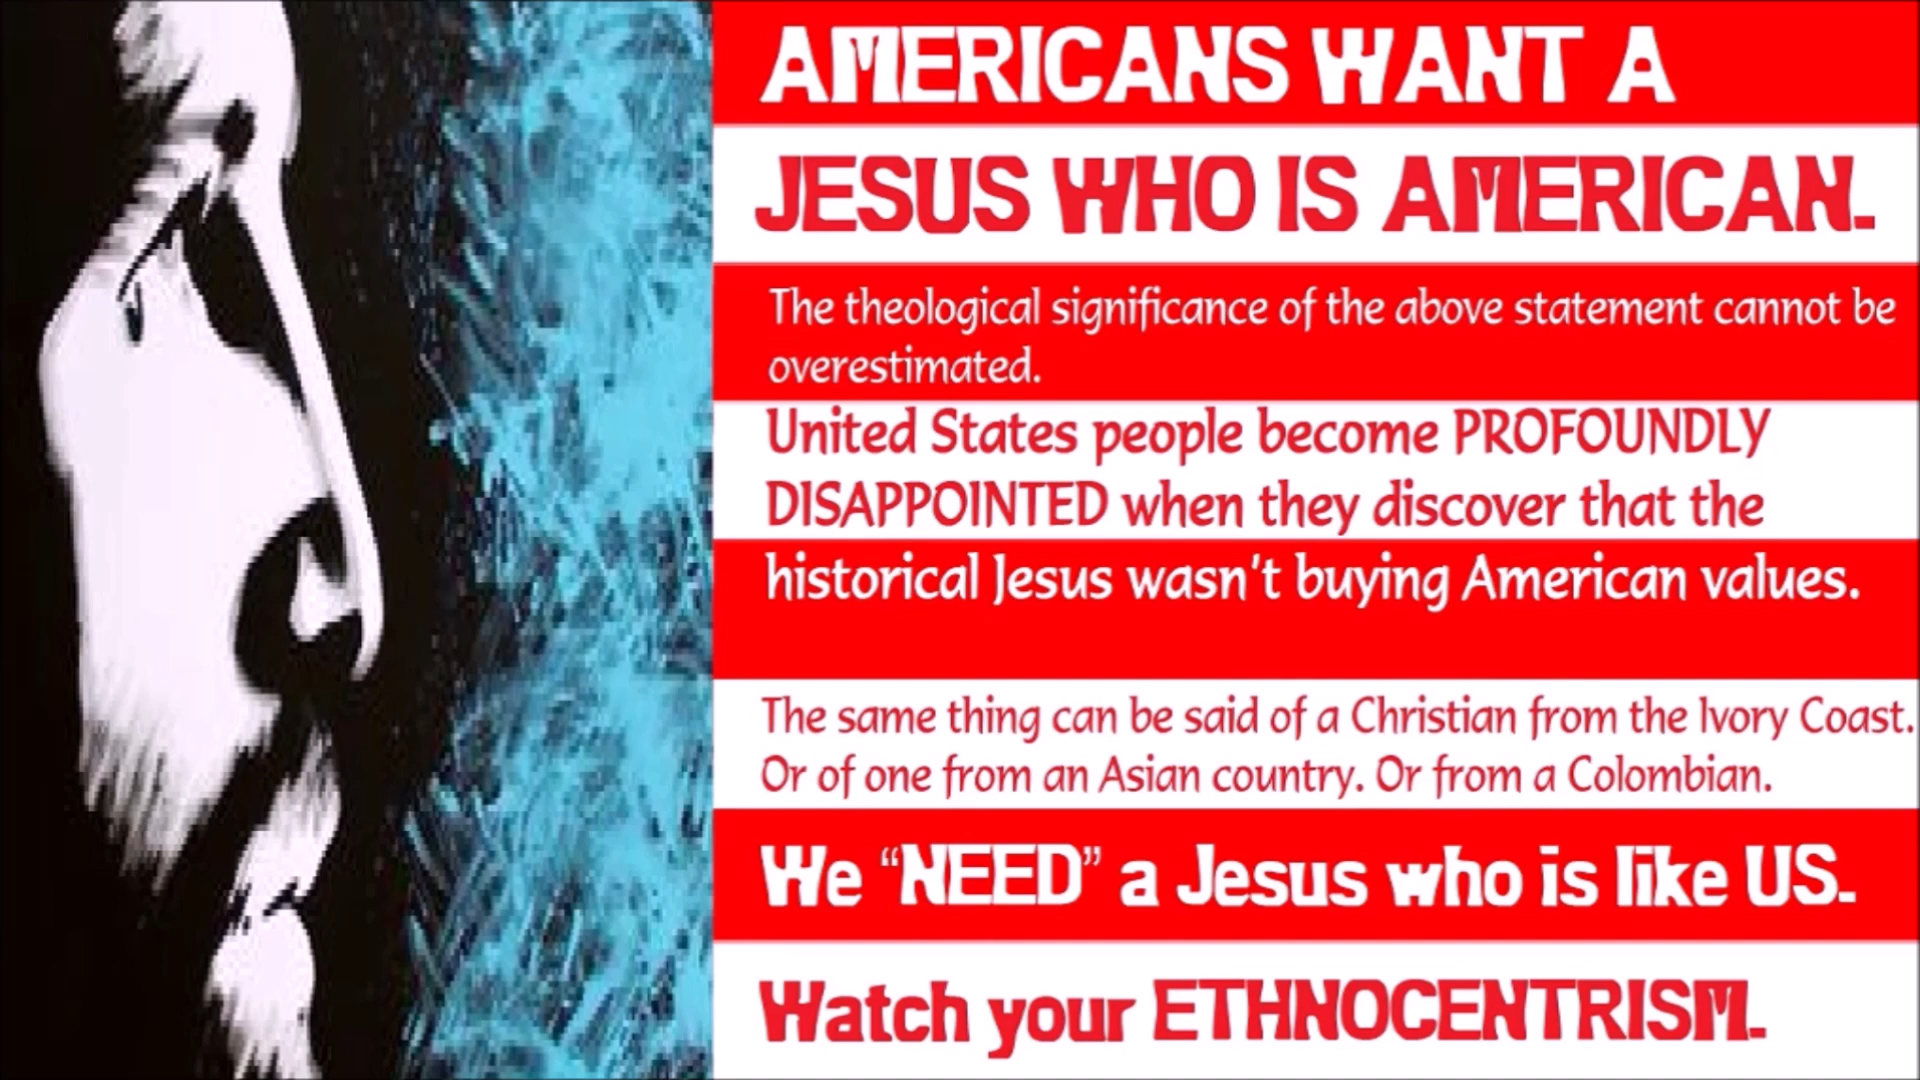 AMERICANS WANT A
JESUS WHO IS AMERICAN.
The theological significance of the above statement cannot be
overestimated.
United States people become PROFOUNDLY
DISAPPOINTED when they discover that the
historical Jesus wasn't buying American values.
The same thing can be said of a Christian from the Ivory Coast.
Or of one from an Asian country. Or from a Colombian.
We “NEED” a Jesus who is like US.
Watch your ETHNOCENTRISM.